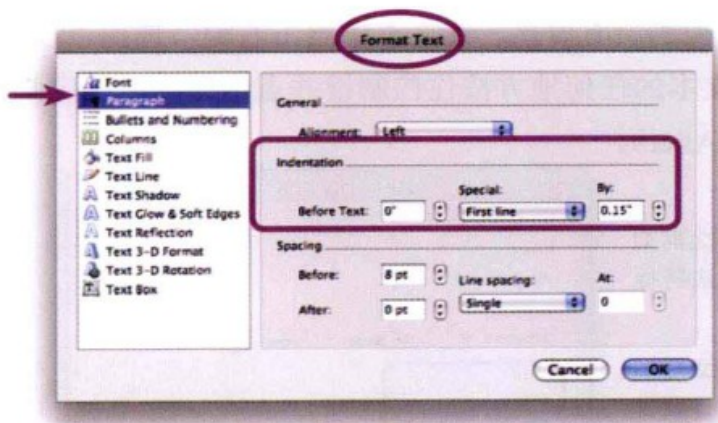 Format Text
Font
Paragraph
Bullets and Numbering
Columns
Text Fill
Text Line
Text Shadow
Text Glow & Soft Edges
Text Reflection
Text 3-D Format
Text 3-D Rotation
Text Box
General
Alignment: Left
Indentation
Special: By:
Before Text: 0" First line 0.15"
Spacing
Before: 8 pt Line spacing: At:
After: 0 pt Single 0
Cancel OK